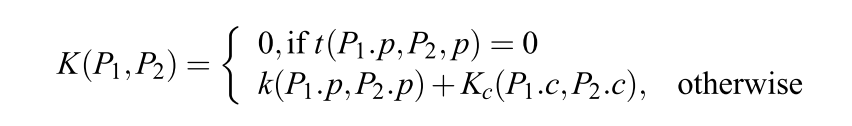 K(P₁,P₂) = { 0, if t(P₁.p,P₂,p) = 0
k(P₁.p,P₂.p) + K_c(P₁.c,P₂.c), otherwise